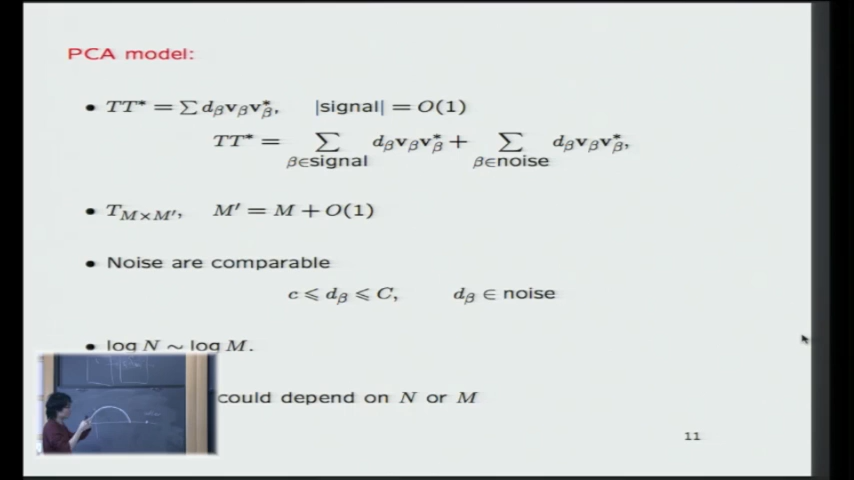 PCA model:
• TT* = ∑ d_β v_β v_β*, |signal| = O(1)
TT* = ∑_{β∈signal} d_β v_β v_β* + ∑_{β∈noise} d_β v_β v_β*,
• T_{M×M′}, M′ = M + O(1)
• Noise are comparable
c ⩽ d_β ⩽ C, d_β ∈ noise
• log N ∼ log M.
could depend on N or M
11